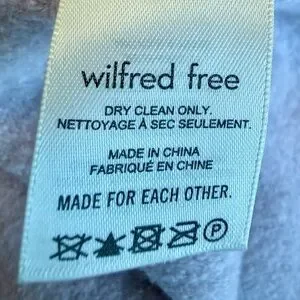 wilfred free
DRY CLEAN ONLY.
NETTOYAGE À SEC SEULEMENT.
MADE IN CHINA
FABRIQUÉ EN CHINE
MADE FOR EACH OTHER.
P